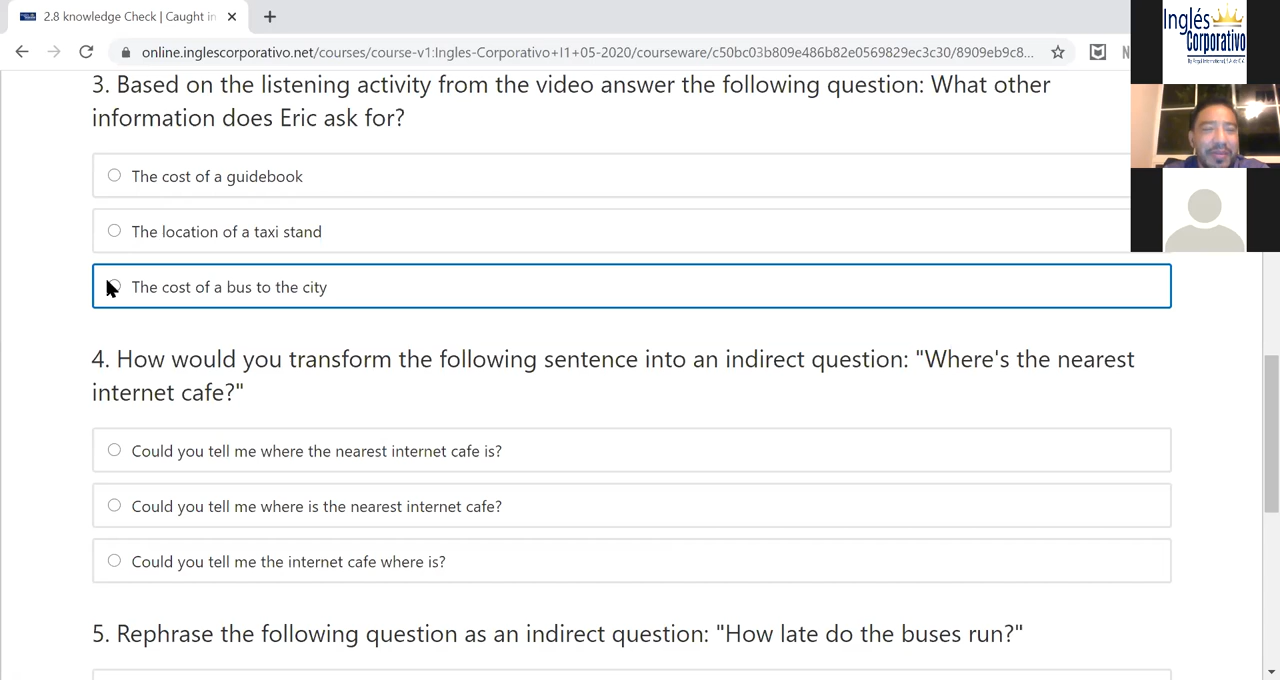 2.8 knowledge Check | Caught in
online.inglescorporativo.net/courses/course-v1:Ingles-Corporativo+I1+05-2020/courseware/c50bc03b809e486b82e0569829ec3c30/8909eb9c8...
N
Inglés
Corporativo
3. Based on the listening activity from the video answer the following question: What other
information does Eric ask for?
The cost of a guidebook
The location of a taxi stand
The cost of a bus to the city
4. How would you transform the following sentence into an indirect question: "Where's the nearest
internet cafe?"
Could you tell me where the nearest internet cafe is?
Could you tell me where is the nearest internet cafe?
Could you tell me the internet cafe where is?
5. Rephrase the following question as an indirect question: "How late do the buses run?"